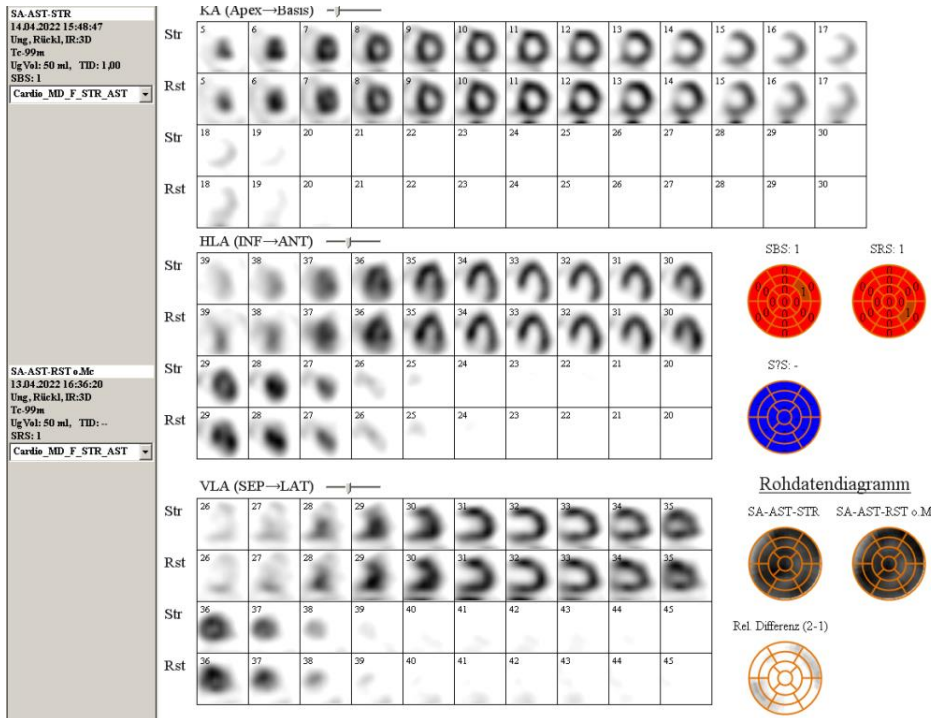 SA-AST-STR
14.04.2022 15:48:47
Ung, Rückl, IR:3D
Tc-99m
UgVol: 50 ml, TID: 1,00
SBS: 1
Cardio_MD_F_STR_AST
SA-AST-RST o.Mc
13.04.2022 16:36:20
Ung, Rückl, IR:3D
Tc-99m
UgVol: 50 ml, TID: --
SRS: 1
Cardio_MD_F_STR_AST
KA (Apex→Basis)
Str
5 6 7 8 9 10 11 12 13 14 15 16 17
Rst
5 6 7 8 9 10 11 12 13 14 15 16 17
Str
18 19 20 21 22 23 24 25 26 27 28 29 30
Rst
18 19 20 21 22 23 24 25 26 27 28 29 30
HLA (INF→ANT)
Str
39 38 37 36 35 34 33 32 31 30
Rst
39 38 37 36 35 34 33 32 31 30
Str
29 28 27 26 25 24 23 22 21 20
Rst
29 28 27 26 25 24 23 22 21 20
VLA (SEP→LAT)
Str
26 27 28 29 30 31 32 33 34 35
Rst
26 27 28 29 30 31 32 33 34 35
Str
36 37 38 39 40 41 42 43 44 45
Rst
36 37 38 39 40 41 42 43 44 45
SBS: 1
SRS: 1
S?S: -
Rohdatendiagramm
SA-AST-STR
SA-AST-RST o.M
Rel. Differenz (2-1)